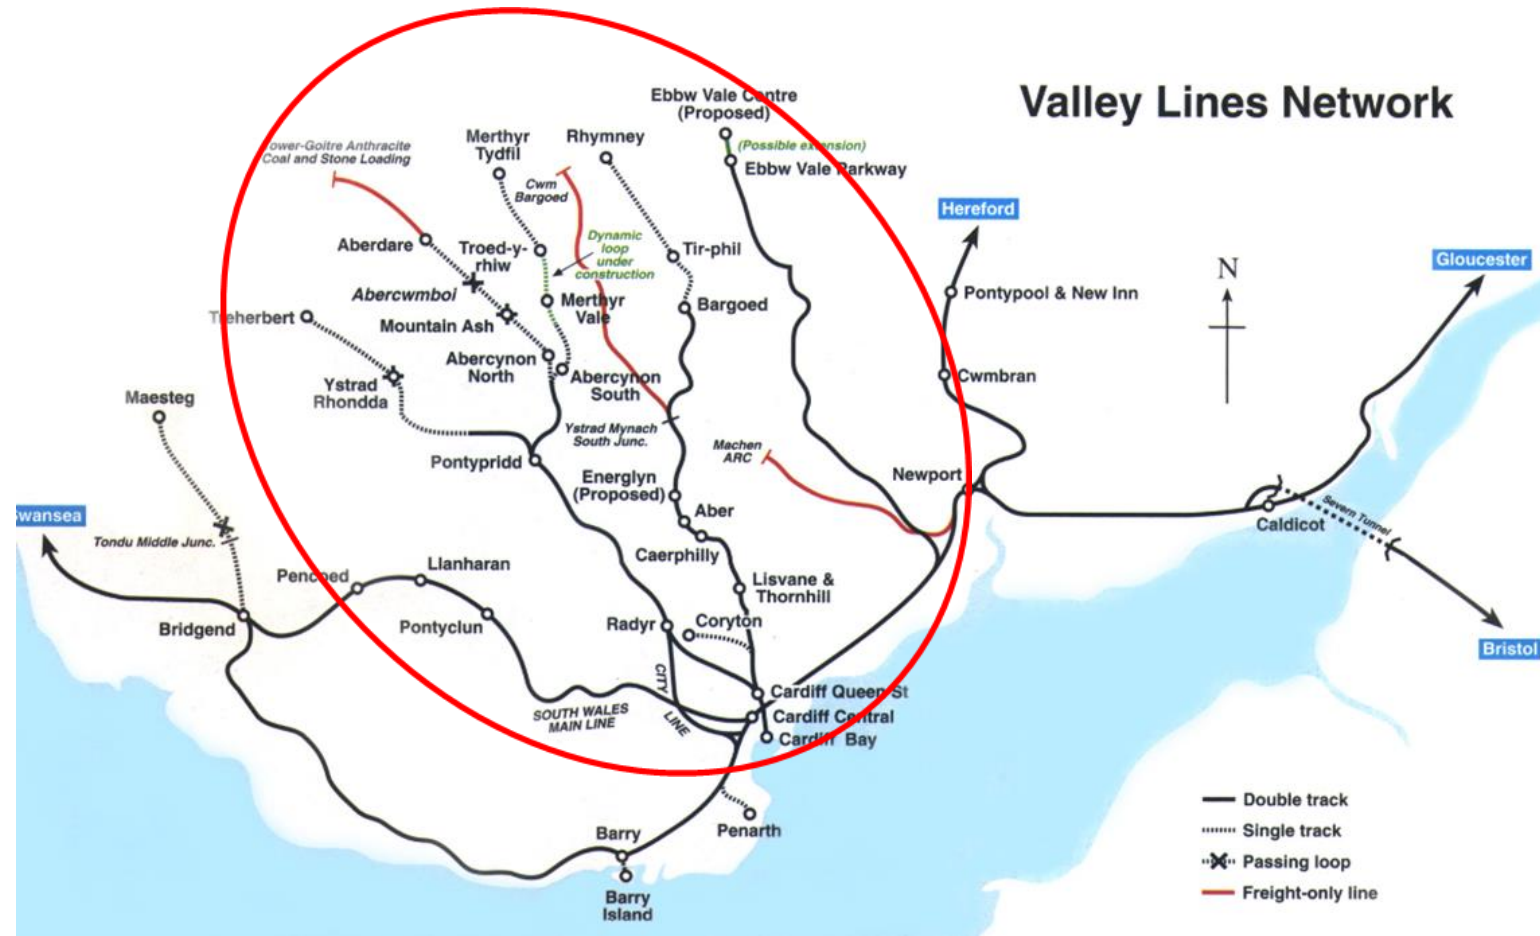 Valley Lines Network
Ebbw Vale Centre
(Proposed)
(Possible extension)
Ebbw Vale Parkway
Merthyr
Tydfil
Rhymney
Tower-Goitre Anthracite
Coal and Stone Loading
Cwm
Bargoed
Hereford
Aberdare
Troed-y-
rhiw
Dynamic
loop
under
construction
Tir-phil
Gloucester
N
Abercwmboi
Merthyr
Vale
Bargoed
Pontypool & New Inn
Treherbert
Mountain Ash
Abercynon
North
Abercynon
South
Cwmbran
Ystrad
Rhondda
Maesteg
Ystrad Mynach
South Junc.
Machen
ARC
Pontypridd
Energlyn
(Proposed)
Newport
Aber
Swansea
Severn Tunnel
Caldicot
Tondu Middle Junc.
Caerphilly
Llanharan
Pencoed
Lisvane &
Thornhill
Bridgend
Pontyclun
Radyr
Coryton
Bristol
CITY
LINE
Cardiff Queen St
SOUTH WALES
MAIN LINE
Cardiff Central
Cardiff Bay
Double track
Single track
Passing loop
Freight-only line
Barry
Penarth
Barry
Island